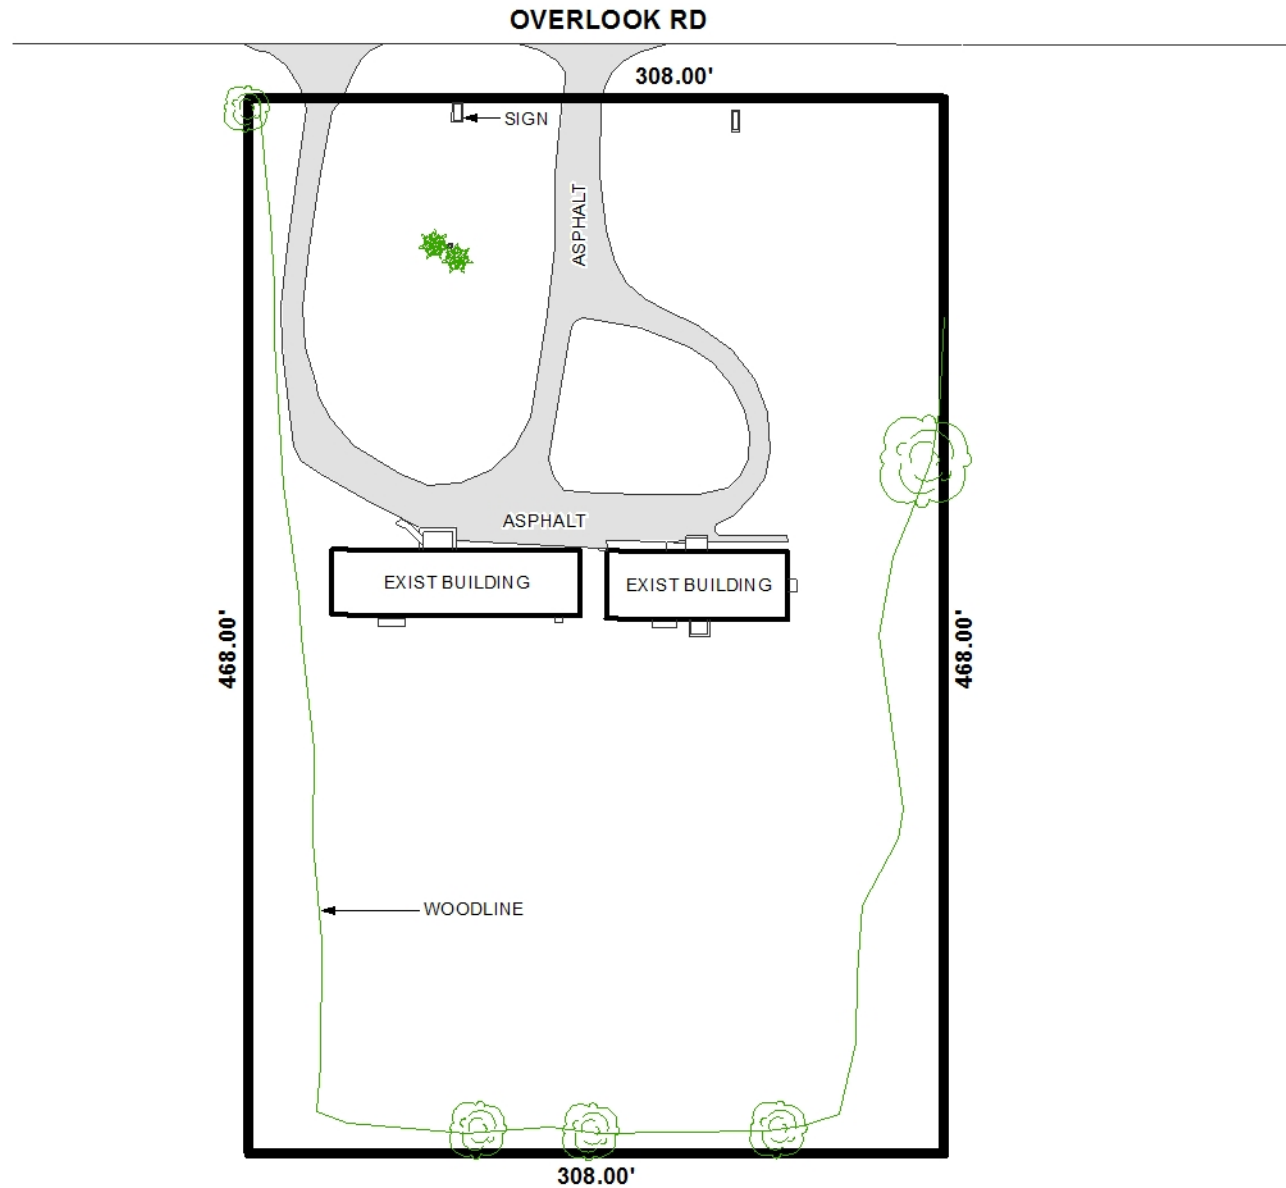 OVERLOOK RD
308.00'
SIGN
ASPHALT
ASPHALT
EXIST BUILDING
EXIST BUILDING
468.00'
468.00'
WOODLINE
308.00'